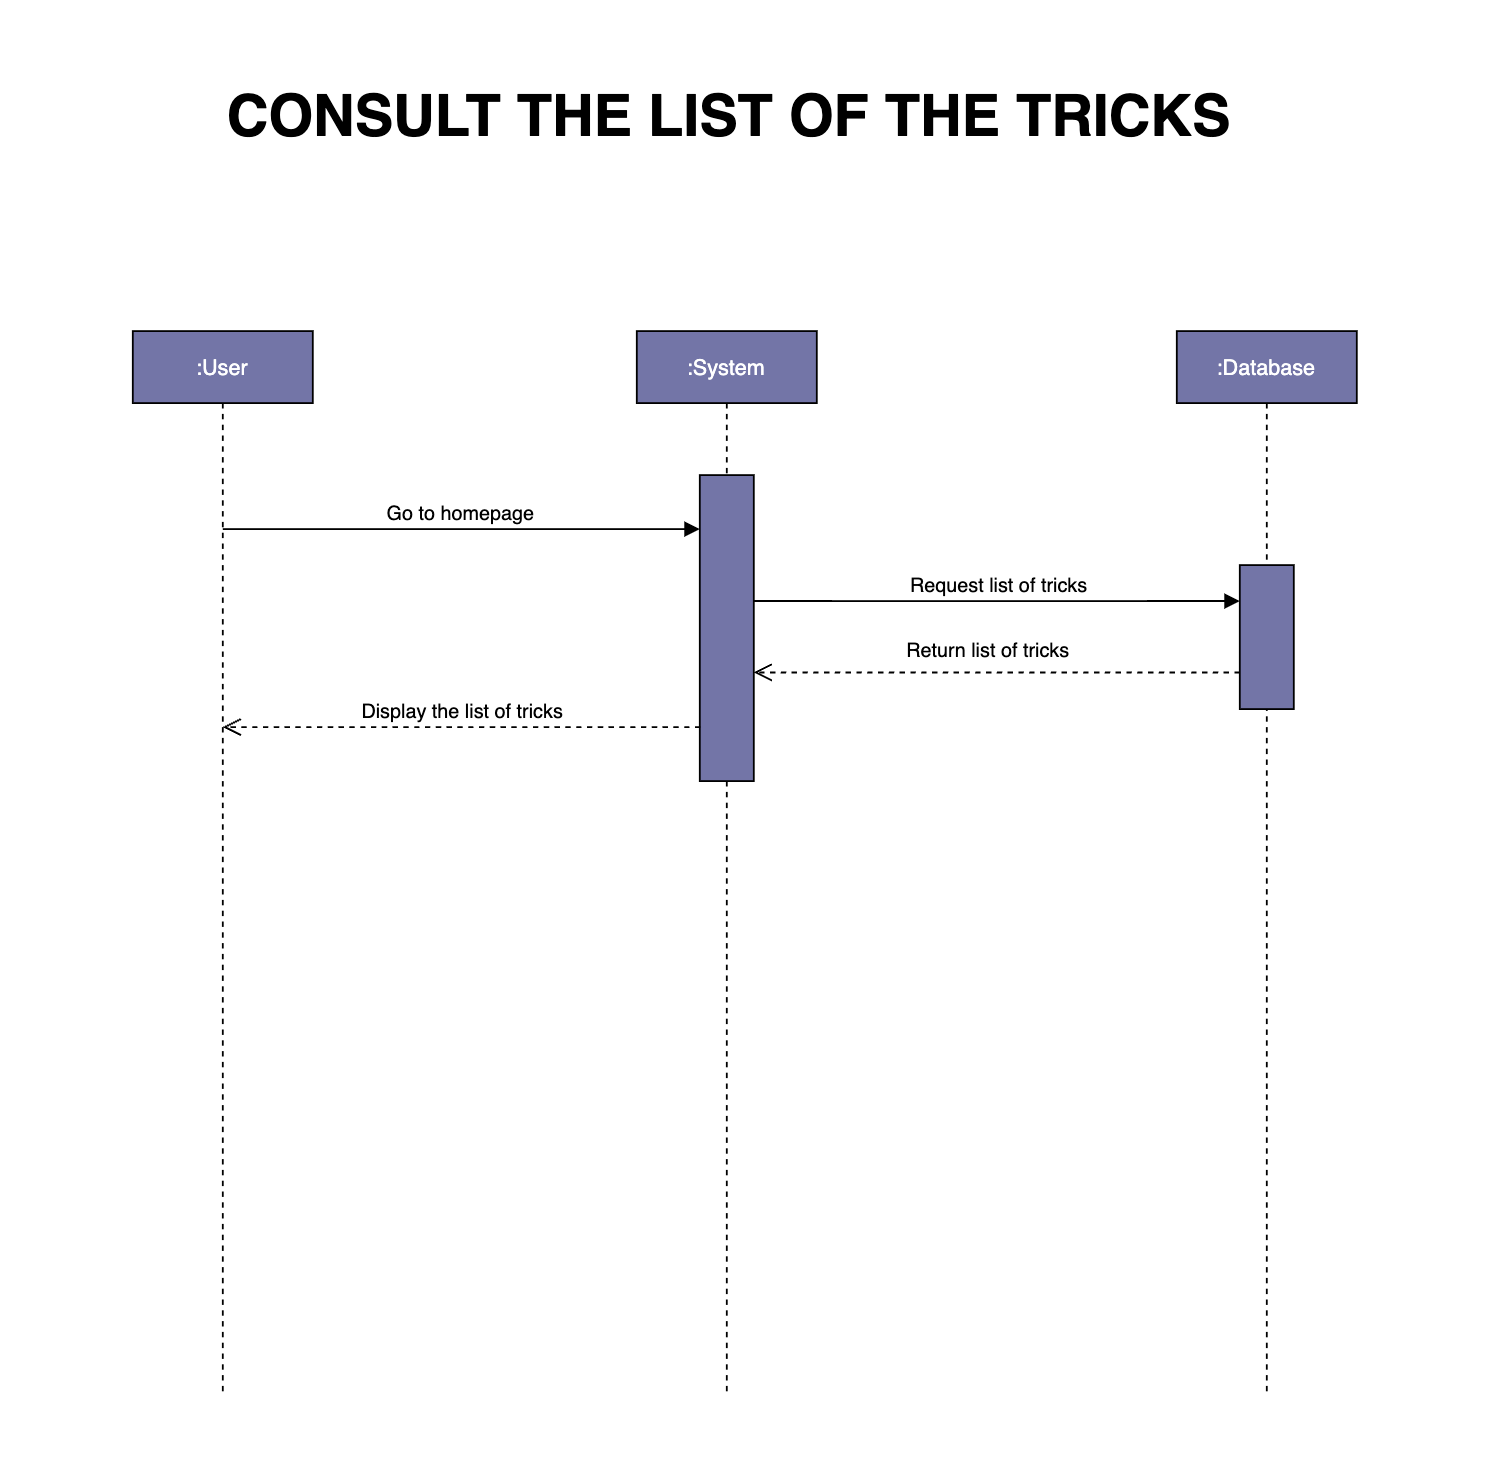 CONSULT THE LIST OF THE TRICKS
:User
:System
:Database
Go to homepage
Request list of tricks
Return list of tricks
Display the list of tricks